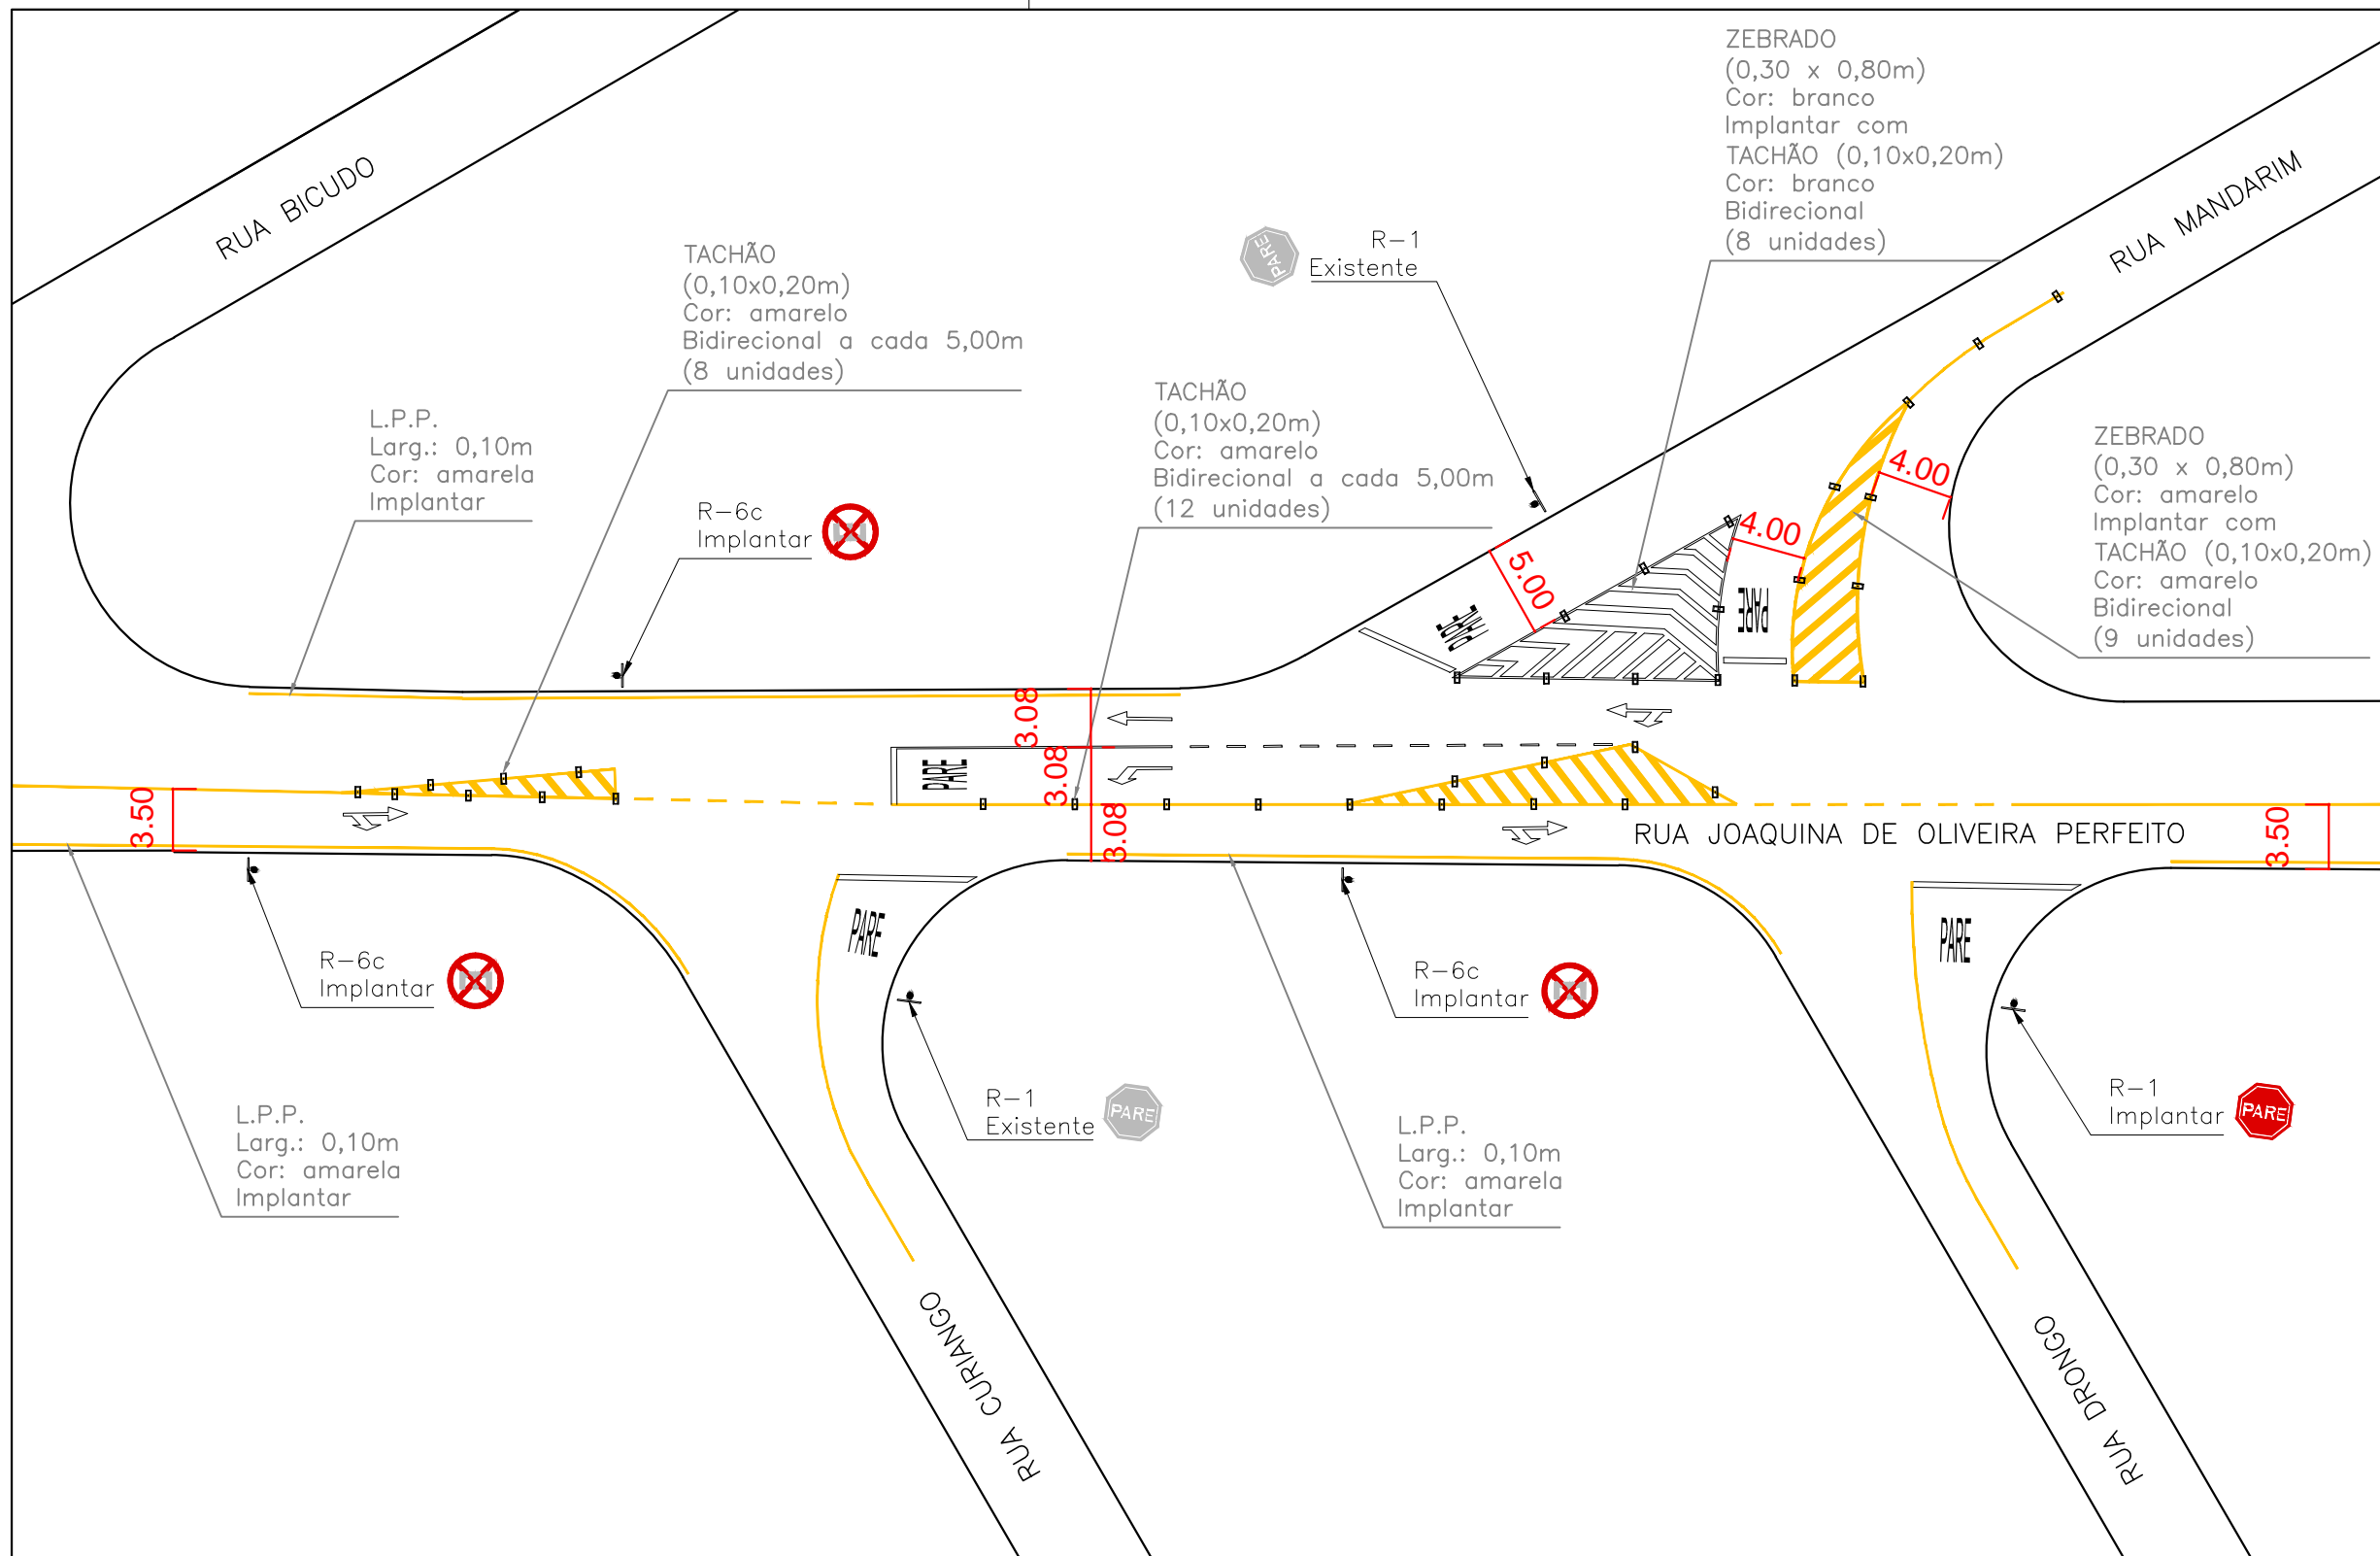 RUA BICUDO
TACHÃO
(0,10x0,20m)
Cor: amarelo
Bidirecional a cada 5,00m
(8 unidades)
L.P.P.
Larg.: 0,10m
Cor: amarela
Implantar
R-6c
Implantar
TACHÃO
(0,10x0,20m)
Cor: amarelo
Bidirecional a cada 5,00m
(12 unidades)
PARE
R-1
Existente
ZEBRADO
(0,30 x 0,80m)
Cor: branco
Implantar com
TACHÃO (0,10x0,20m)
Cor: branco
Bidirecional
(8 unidades)
RUA MANDARIM
ZEBRADO
(0,30 x 0,80m)
Cor: amarelo
Implantar com
TACHÃO (0,10x0,20m)
Cor: amarelo
Bidirecional
(9 unidades)
4.00
4.00
5.00
PARE
PARE
3.08
3.08
3.08
PARE
3.50
RUA JOAQUINA DE OLIVEIRA PERFEITO
3.50
R-6c
Implantar
PARE
L.P.P.
Larg.: 0,10m
Cor: amarela
Implantar
R-1
Existente
PARE
R-6c
Implantar
L.P.P.
Larg.: 0,10m
Cor: amarela
Implantar
PARE
R-1
Implantar
PARE
RUA CURIANGO
RUA DRONGO